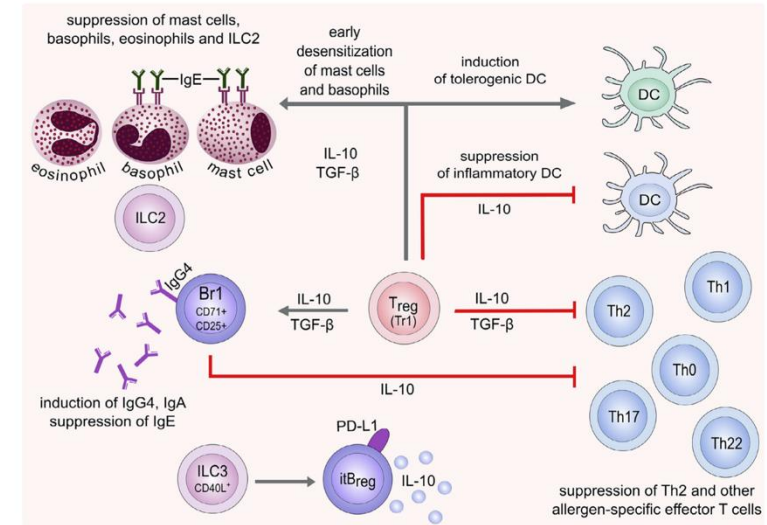 suppression of mast cells,
basophils, eosinophils and ILC2
IgE
eosinophil
basophil
mast cell
ILC2
early
desensitization
of mast cells
and basophils
IL-10
TGF-β
induction
of tolerogenic DC
DC
suppression
of inflammatory DC
IL-10
DC
IgG4
Br1
CD71+
CD25+
IL-10
TGF-β
Treg
(Tr1)
IL-10
TGF-β
Th2
Th1
Th0
Th17
Th22
IL-10
induction of IgG4, IgA
suppression of IgE
PD-L1
ILC3
CD40L⁺
itBreg
IL-10
suppression of Th2 and other
allergen-specific effector T cells